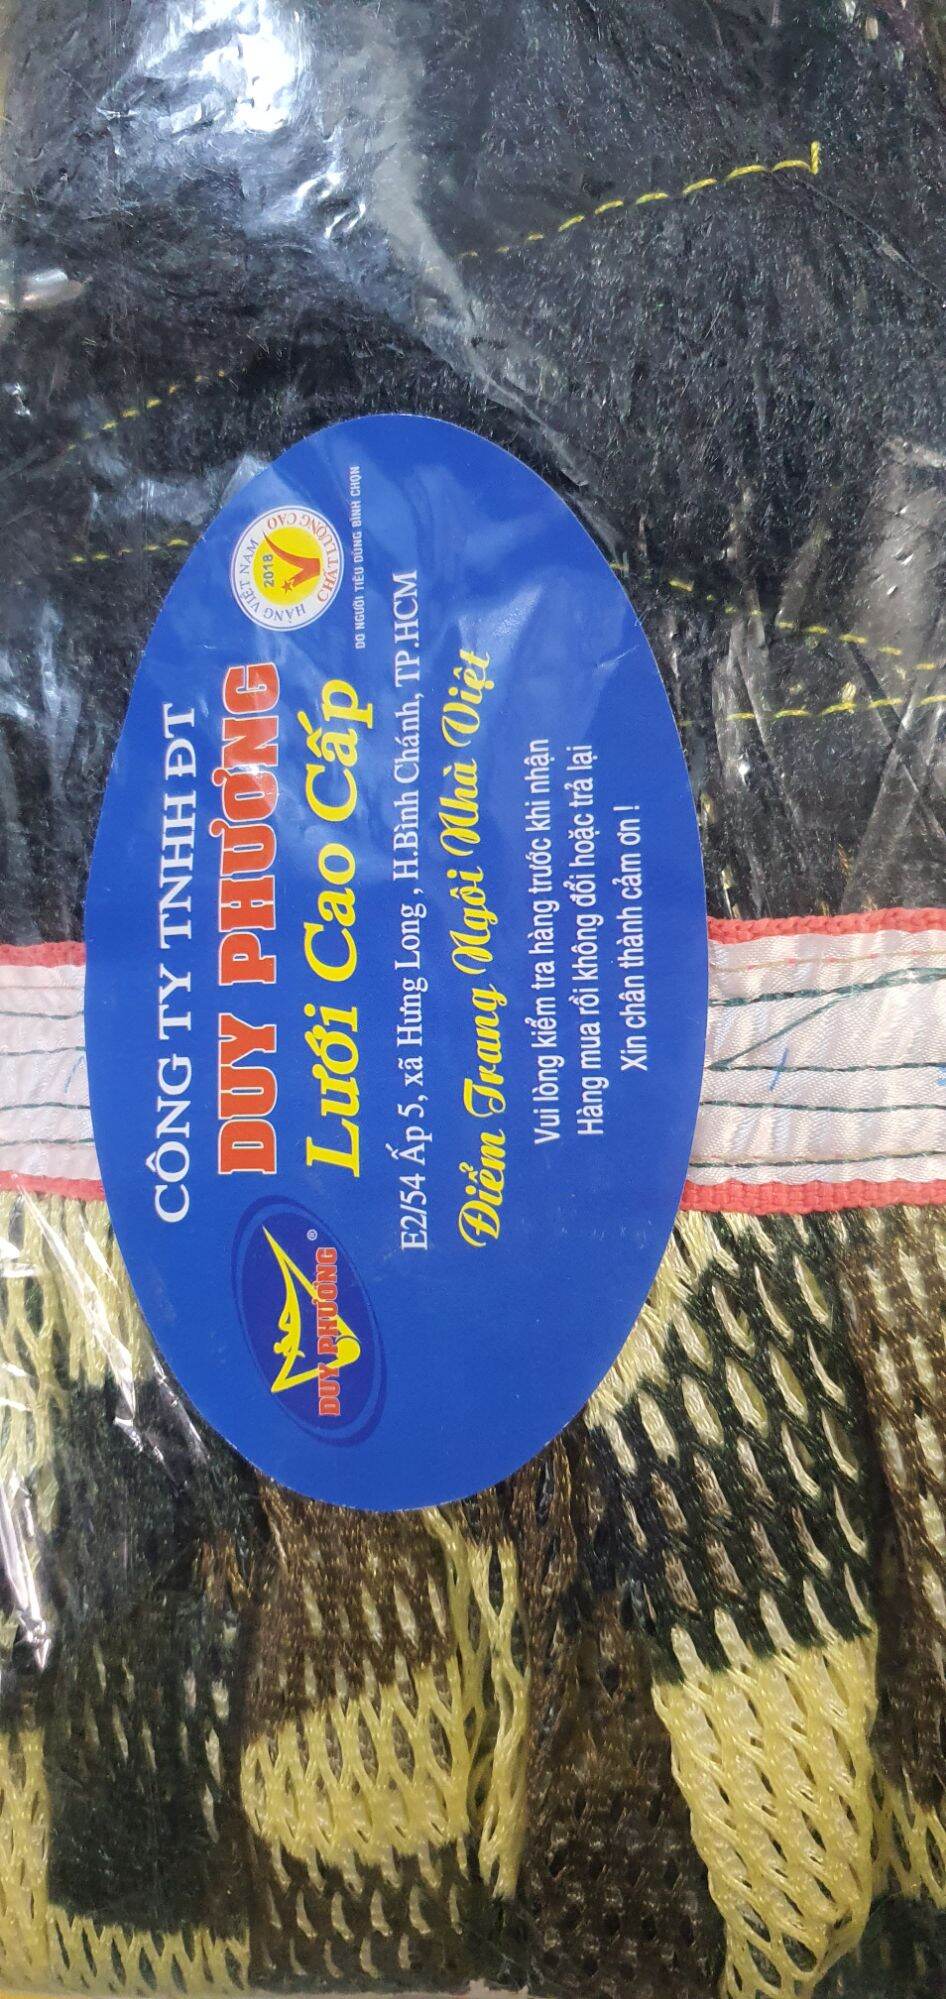 CÔNG TY TNHH ĐT
DUY PHƯƠNG
HÀNG VIỆT NAM
CHẤT LƯỢNG CAO
2018
DO NGƯỜI TIÊU DÙNG BÌNH CHỌN
Lưới Cao Cấp
DUY PHƯƠNG ®
E2/54 Ấp 5, xã Hưng Long , H.Bình Chánh, TP.HCM
Điểm Trang Ngôi Nhà Việt
Vui lòng kiểm tra hàng trước khi nhận
Hàng mua rồi không đổi hoặc trả lại
Xin chân thành cảm ơn !